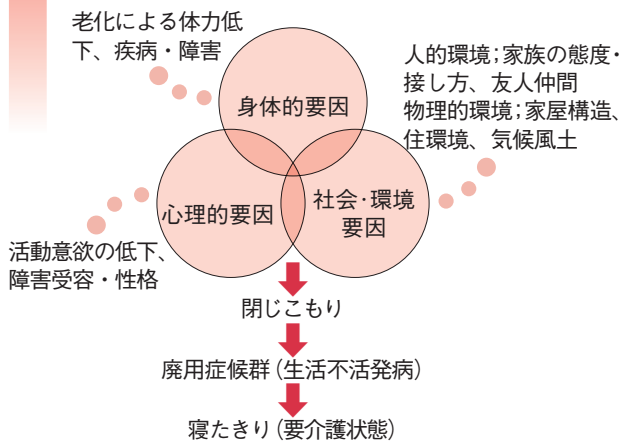 老化による体力低
下、疾病・障害
人的環境；家族の態度・
接し方、友人仲間
物理的環境；家屋構造、
住環境、気候風土
身体的要因
心理的要因
社会・環境
要因
活動意欲の低下、
障害受容・性格
閉じこもり
廃用症候群（生活不活発病）
寝たきり（要介護状態）